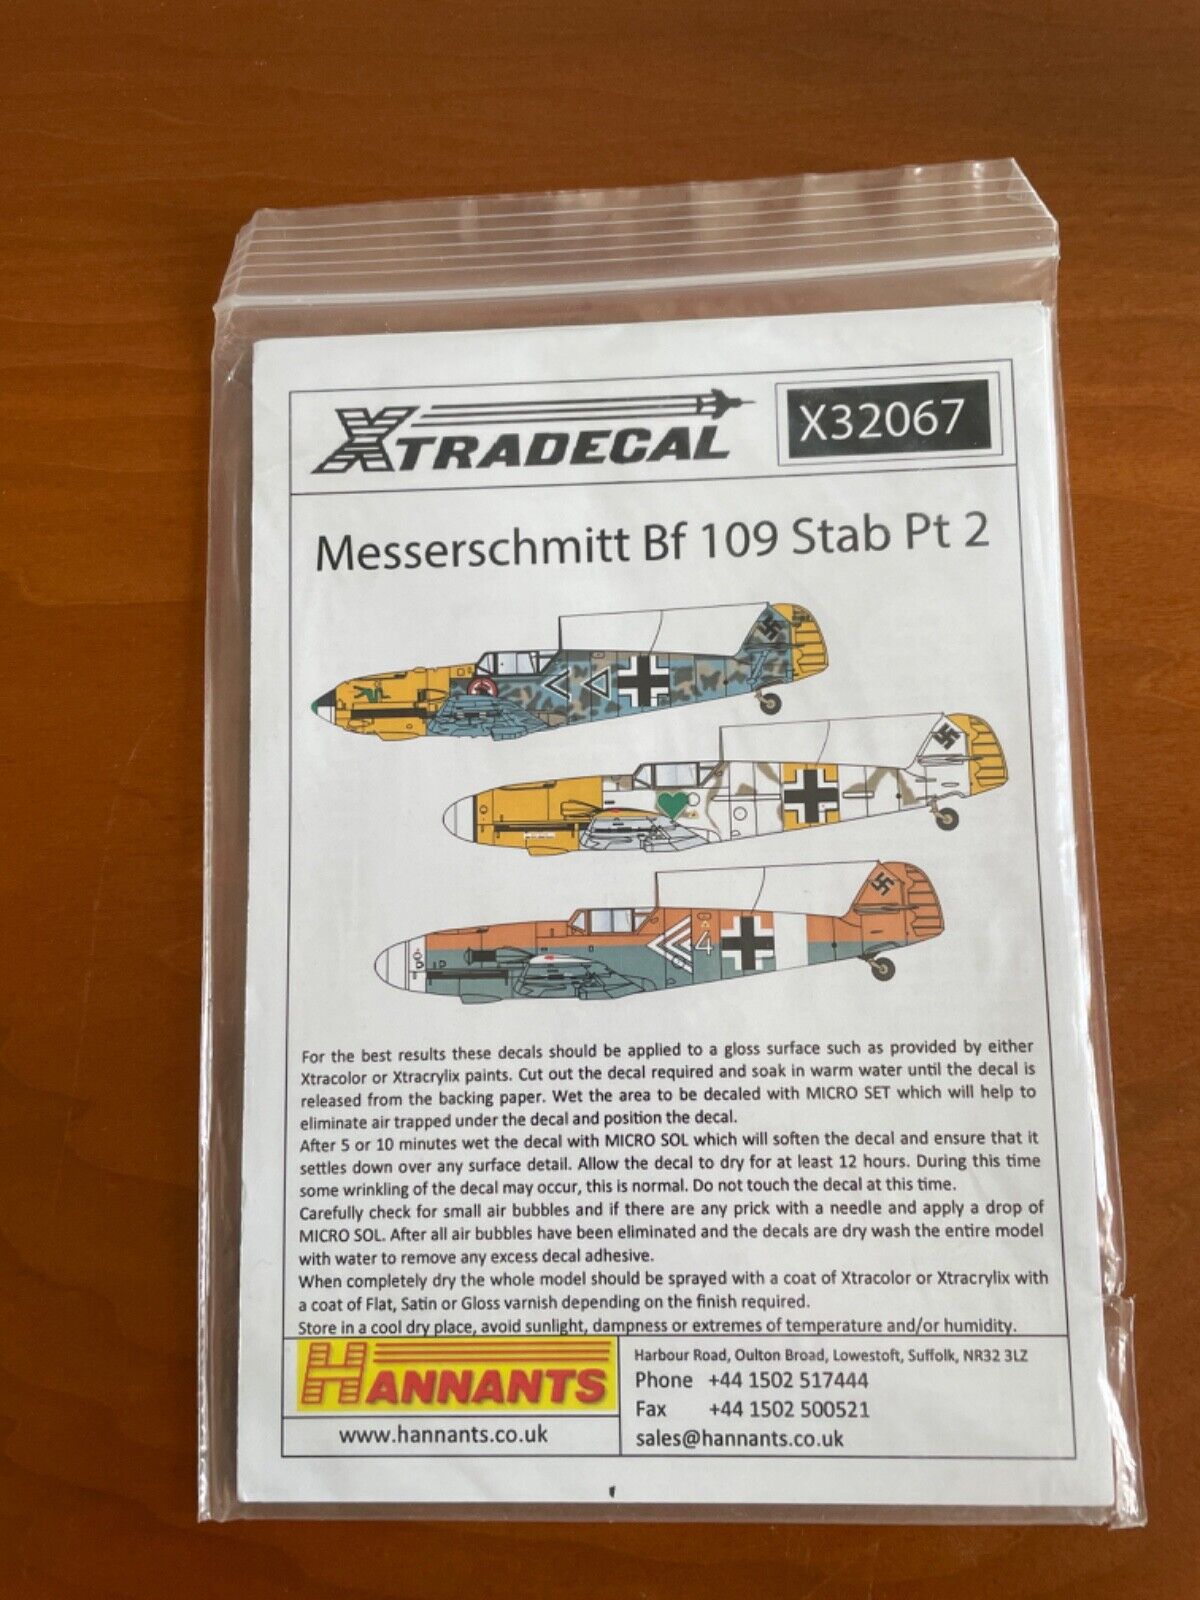 XTRADECAL
X32067
Messerschmitt Bf 109 Stab Pt 2
4
For the best results these decals should be applied to a gloss surface such as provided by either
Xtracolor or Xtracrylix paints. Cut out the decal required and soak in warm water until the decal is
released from the backing paper. Wet the area to be decaled with MICRO SET which will help to
eliminate air trapped under the decal and position the decal.
After 5 or 10 minutes wet the decal with MICRO SOL which will soften the decal and ensure that it
settles down over any surface detail. Allow the decal to dry for at least 12 hours. During this time
some wrinkling of the decal may occur, this is normal. Do not touch the decal at this time.
Carefully check for small air bubbles and if there are any prick with a needle and apply a drop of
MICRO SOL. After all air bubbles have been eliminated and the decals are dry wash the entire model
with water to remove any excess decal adhesive.
When completely dry the whole model should be sprayed with a coat of Xtracolor or Xtracrylix with
a coat of Flat, Satin or Gloss varnish depending on the finish required.
Store in a cool dry place, avoid sunlight, dampness or extremes of temperature and/or humidity.
HANNANTS
www.hannants.co.uk
Harbour Road, Oulton Broad, Lowestoft, Suffolk, NR32 3LZ
Phone +44 1502 517444
Fax +44 1502 500521
sales@hannants.co.uk